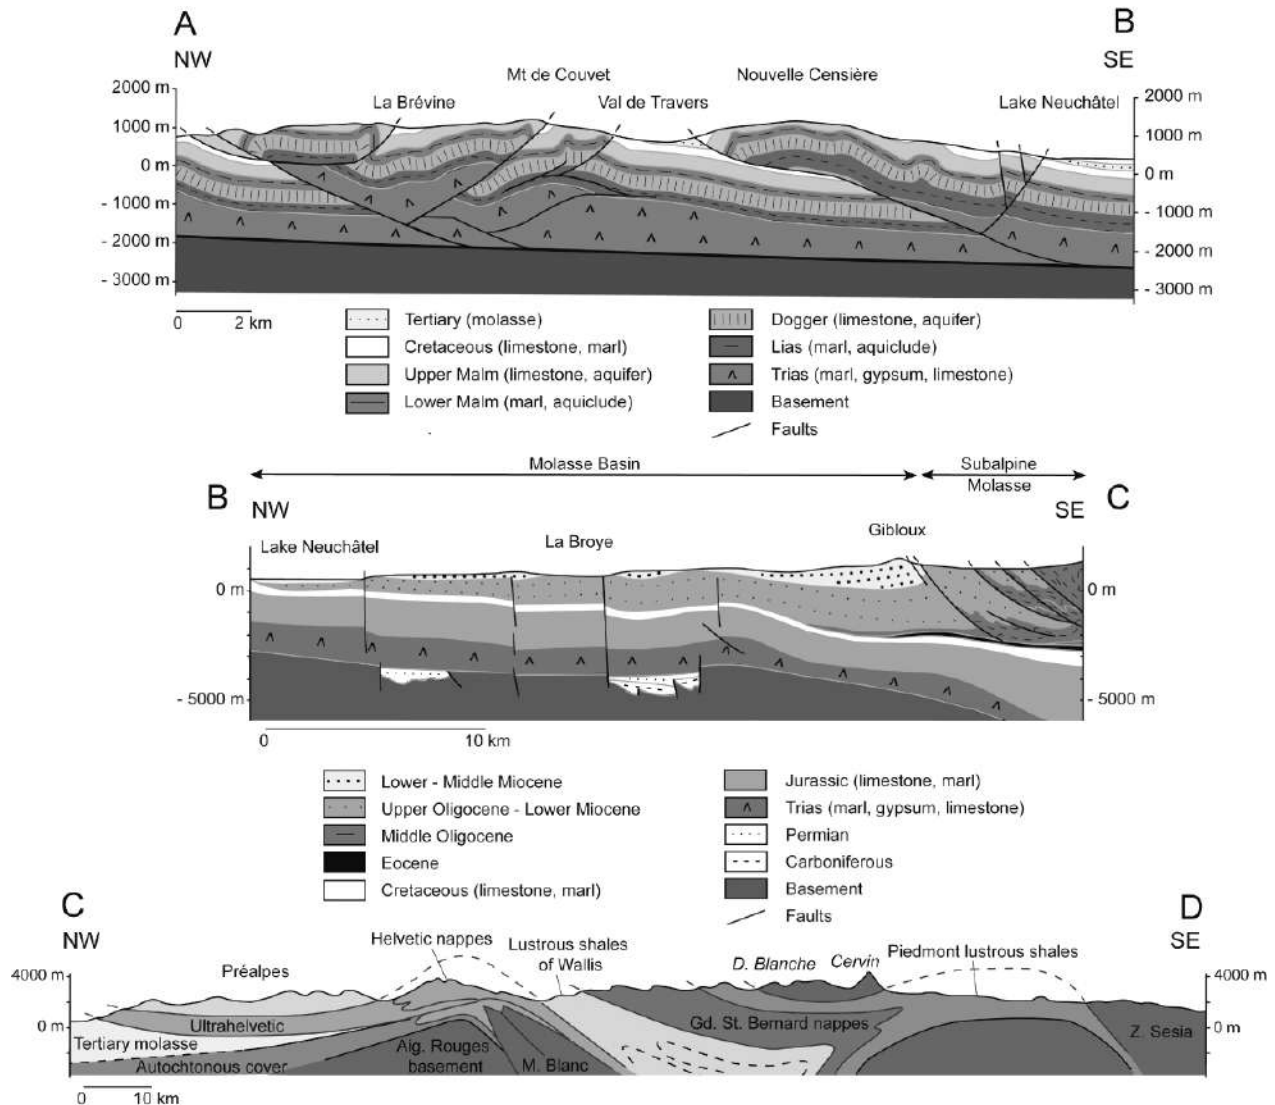 A
B
NW
SE
Mt de Couvet
Nouvelle Censière
La Brévine
Val de Travers
Lake Neuchâtel
2000 m
1000 m
0 m
- 1000 m
- 2000 m
- 3000 m
2000 m
1000 m
0 m
- 1000 m
- 2000 m
- 3000 m
0
2 km
Tertiary (molasse)
Cretaceous (limestone, marl)
Upper Malm (limestone, aquifer)
Lower Malm (marl, aquiclude)
Dogger (limestone, aquifer)
Lias (marl, aquiclude)
Trias (marl, gypsum, limestone)
Basement
Faults
Molasse Basin
Subalpine
Molasse
B
NW
SE
C
Lake Neuchâtel
La Broye
Gibloux
0 m
- 5000 m
0 m
- 5000 m
0
10 km
Lower - Middle Miocene
Upper Oligocene - Lower Miocene
Middle Oligocene
Eocene
Cretaceous (limestone, marl)
Jurassic (limestone, marl)
Trias (marl, gypsum, limestone)
Permian
Carboniferous
Basement
Faults
C
NW
D
SE
Helvetic nappes
Lustrous shales
of Wallis
D. Blanche
Cervin
Piedmont lustrous shales
Préalpes
4000 m
0 m
4000 m
0 m
Ultrahelvetic
Tertiary molasse
Autochtonous cover
Aig. Rouges
basement
M. Blanc
Gd. St. Bernard nappes
Z. Sesia
0
10 km